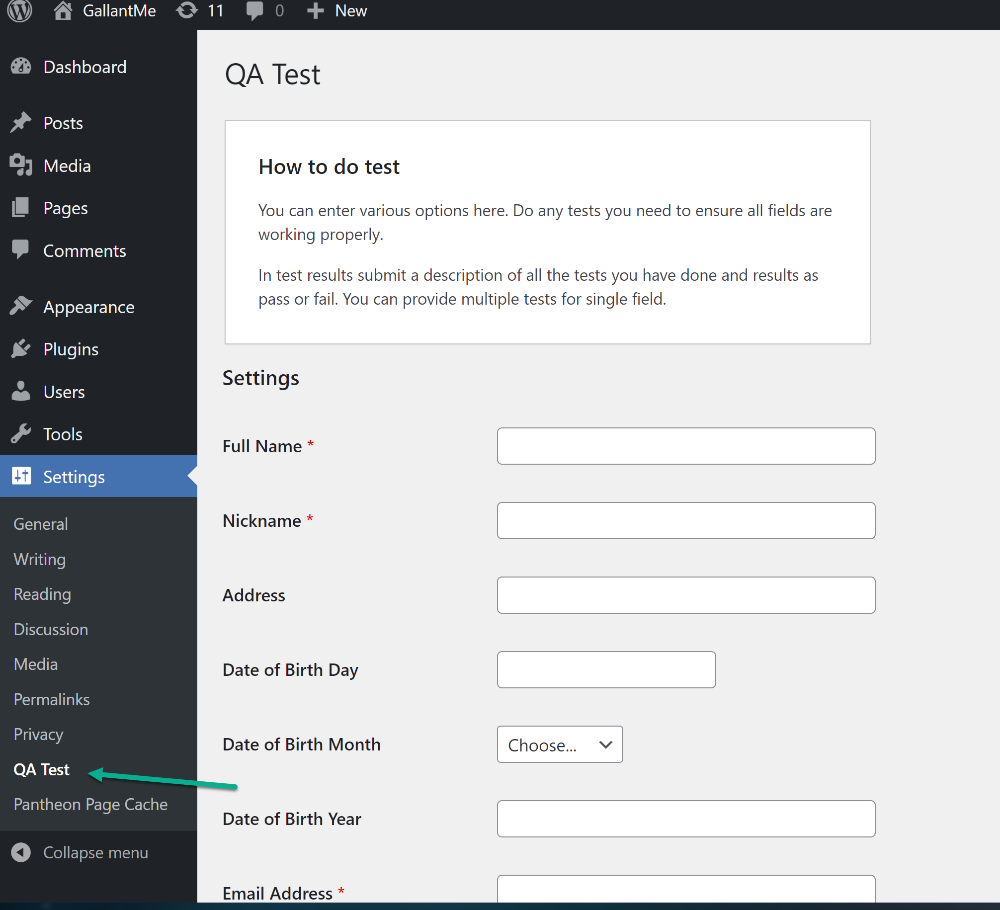 GallantMe 11 0 New
Dashboard
Posts
Media
Pages
Comments
Appearance
Plugins
Users
Tools
Settings
General
Writing
Reading
Discussion
Media
Permalinks
Privacy
QA Test
Pantheon Page Cache
Collapse menu
QA Test
How to do test
You can enter various options here. Do any tests you need to ensure all fields are
working properly.
In test results submit a description of all the tests you have done and results as
pass or fail. You can provide multiple tests for single field.
Settings
Full Name *
Nickname *
Address
Date of Birth Day
Date of Birth Month Choose...
Date of Birth Year
Email Address *